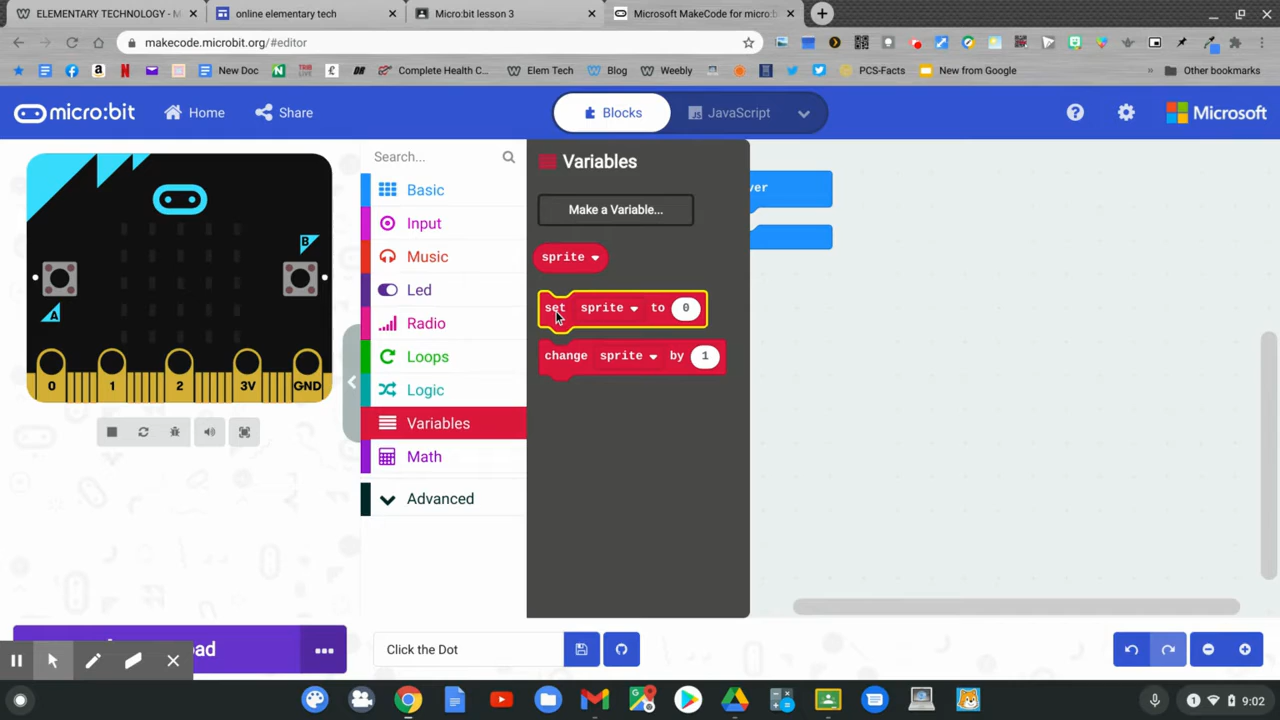 ELEMENTARY TECHNOLOGY - M
online elementary tech
Micro:bit lesson 3
Microsoft MakeCode for micro:b
makecode.microbit.org/#editor
New Doc
Complete Health C...
Elem Tech
Blog
Weebly
PCS-Facts
New from Google
Other bookmarks
micro:bit
Home
Share
Blocks
JavaScript
Microsoft
Search...
Basic
Input
Music
Led
Radio
Loops
Logic
Variables
Math
Advanced
Variables
Make a Variable...
sprite
set sprite to 0
change sprite by 1
ver
A
B
0 1 2 3V GND
oad
Click the Dot
1
9:02